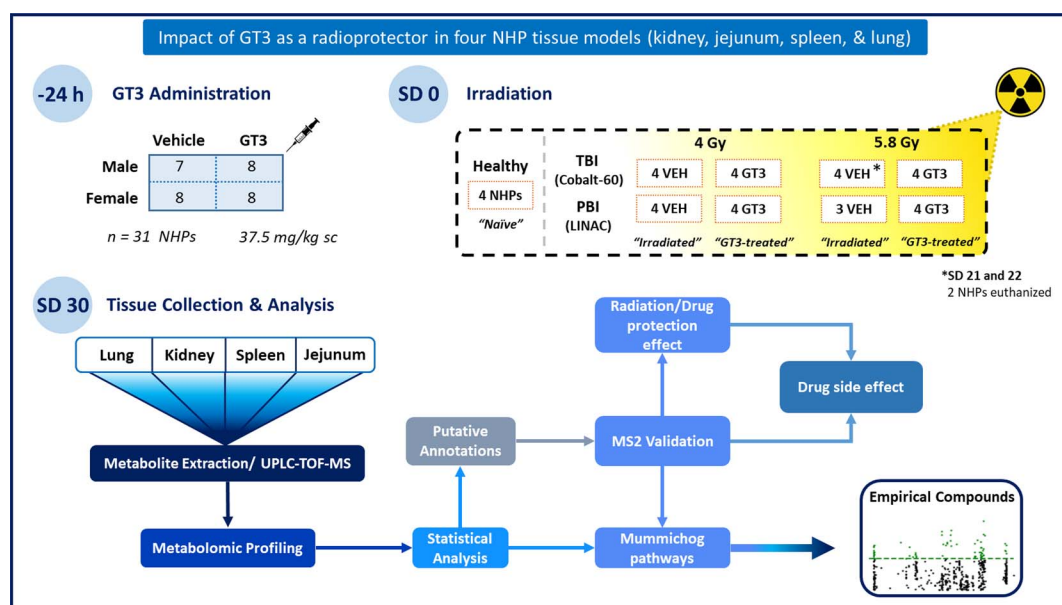 Impact of GT3 as a radioprotector in four NHP tissue models (kidney, jejunum, spleen, & lung)
-24 h
GT3 Administration
Vehicle GT3
Male 7 8
Female 8 8
n = 31 NHPs 37.5 mg/kg sc
SD 0
Irradiation
4 Gy 5.8 Gy
Healthy
4 NHPs
"Naïve"
TBI
(Cobalt-60)
4 VEH 4 GT3 4 VEH * 4 GT3
PBI
(LINAC)
4 VEH 4 GT3 3 VEH 4 GT3
"Irradiated" "GT3-treated" "Irradiated" "GT3-treated"
*SD 21 and 22
2 NHPs euthanized
SD 30
Tissue Collection & Analysis
Lung Kidney Spleen Jejunum
Metabolite Extraction/ UPLC-TOF-MS
Metabolomic Profiling
Statistical
Analysis
Putative
Annotations
Radiation/Drug
protection
effect
MS2 Validation
Mummichog
pathways
Drug side effect
Empirical Compounds